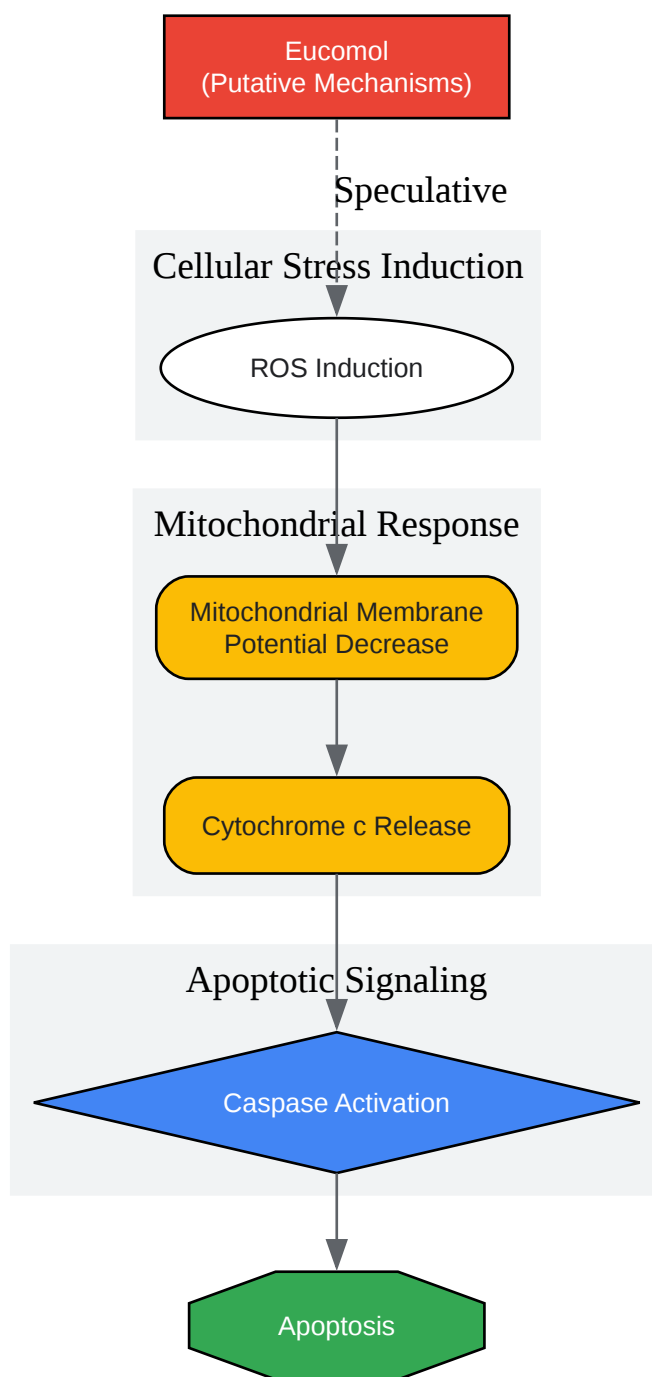 Eucomol
(Putative Mechanisms)
Speculative
Cellular Stress Induction
ROS Induction
Mitochondrial Response
Mitochondrial Membrane
Potential Decrease
Cytochrome c Release
Apoptotic Signaling
Caspase Activation
Apoptosis